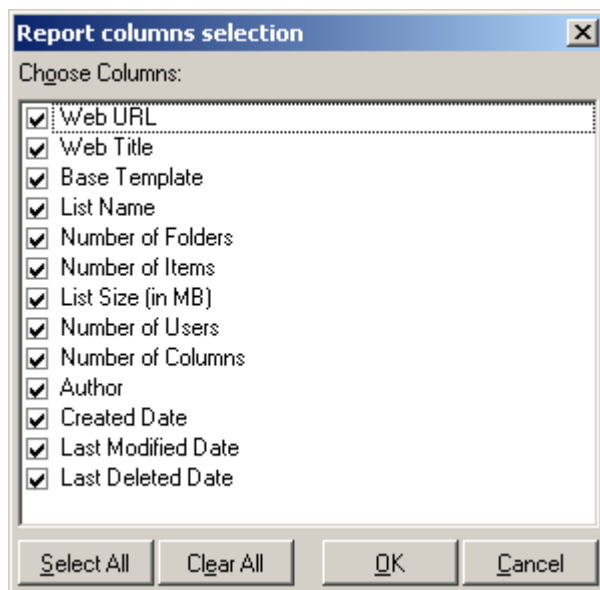 Report columns selection
Choose Columns:
Web URL
Web Title
Base Template
List Name
Number of Folders
Number of Items
List Size (in MB)
Number of Users
Number of Columns
Author
Created Date
Last Modified Date
Last Deleted Date
Select All Clear All OK Cancel